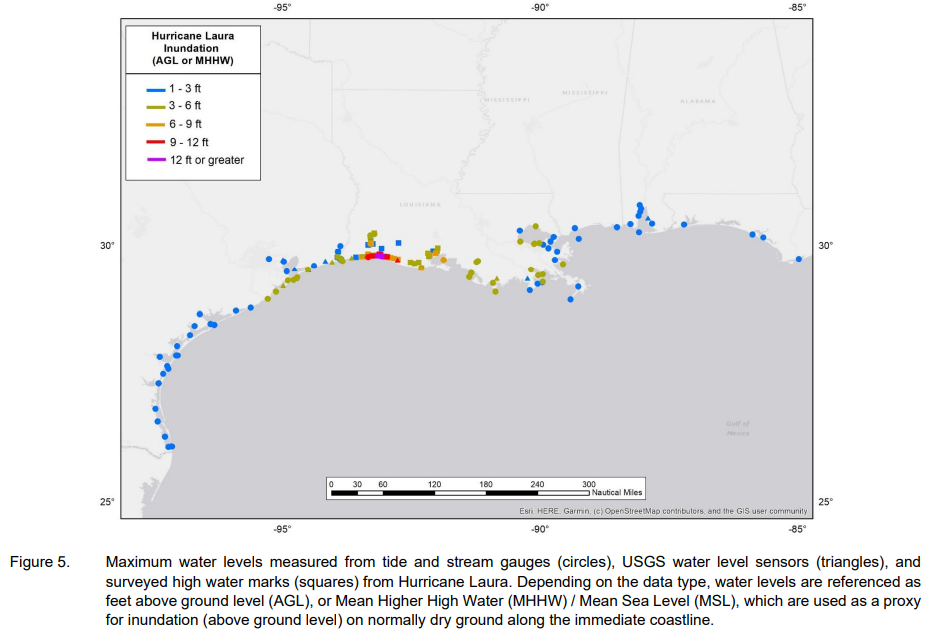 -95°
-90°
-85°
Hurricane Laura
Inundation
(AGL or MHHW)
1 - 3 ft
3 - 6 ft
6 - 9 ft
9 - 12 ft
12 ft or greater
MISSISSIPPI
MISSISSIPPI
ALABAMA
LOUISIANA
30°
30°
Gulf of
Mexico
0 30 60 120 180 240 300
Nautical Miles
25°
25°
Esri, HERE, Garmin, (c) OpenStreetMap contributors, and the GIS user community
-95°
-90°
-85°
Figure 5. Maximum water levels measured from tide and stream gauges (circles), USGS water level sensors (triangles), and
surveyed high water marks (squares) from Hurricane Laura. Depending on the data type, water levels are referenced as
feet above ground level (AGL), or Mean Higher High Water (MHHW) / Mean Sea Level (MSL), which are used as a proxy
for inundation (above ground level) on normally dry ground along the immediate coastline.